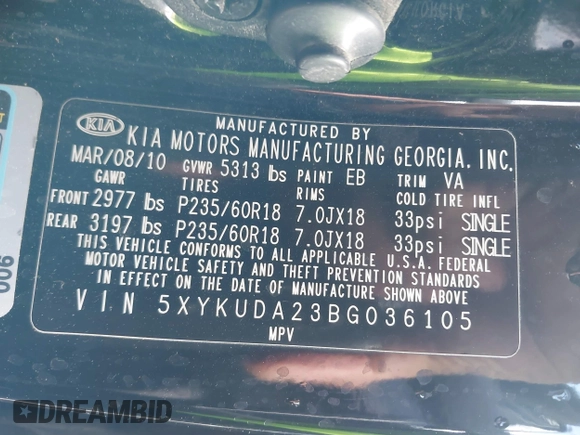 MANUFACTURED BY
KIA KIA MOTORS MANUFACTURING GEORGIA. INC.
MAR/08/10 GVWR 5313 lbs PAINT EB TRIM VA
GAWR TIRES RIMS COLD TIRE INFL
FRONT 2977 lbs P235/60R18 7.0JX18 33psi SINGLE
REAR 3197 lbs P235/60R18 7.0JX18 33psi SINGLE
THIS VEHICLE CONFORMS TO ALL APPLICABLE U.S.A. FEDERAL
MOTOR VEHICLE SAFETY AND THEFT PREVENTION STANDARDS
IN EFFECT ON THE DATE OF MANUFACTURE SHOWN ABOVE.
VIN 5XYKUDA23BG036105
MPV
006
DREAMBID